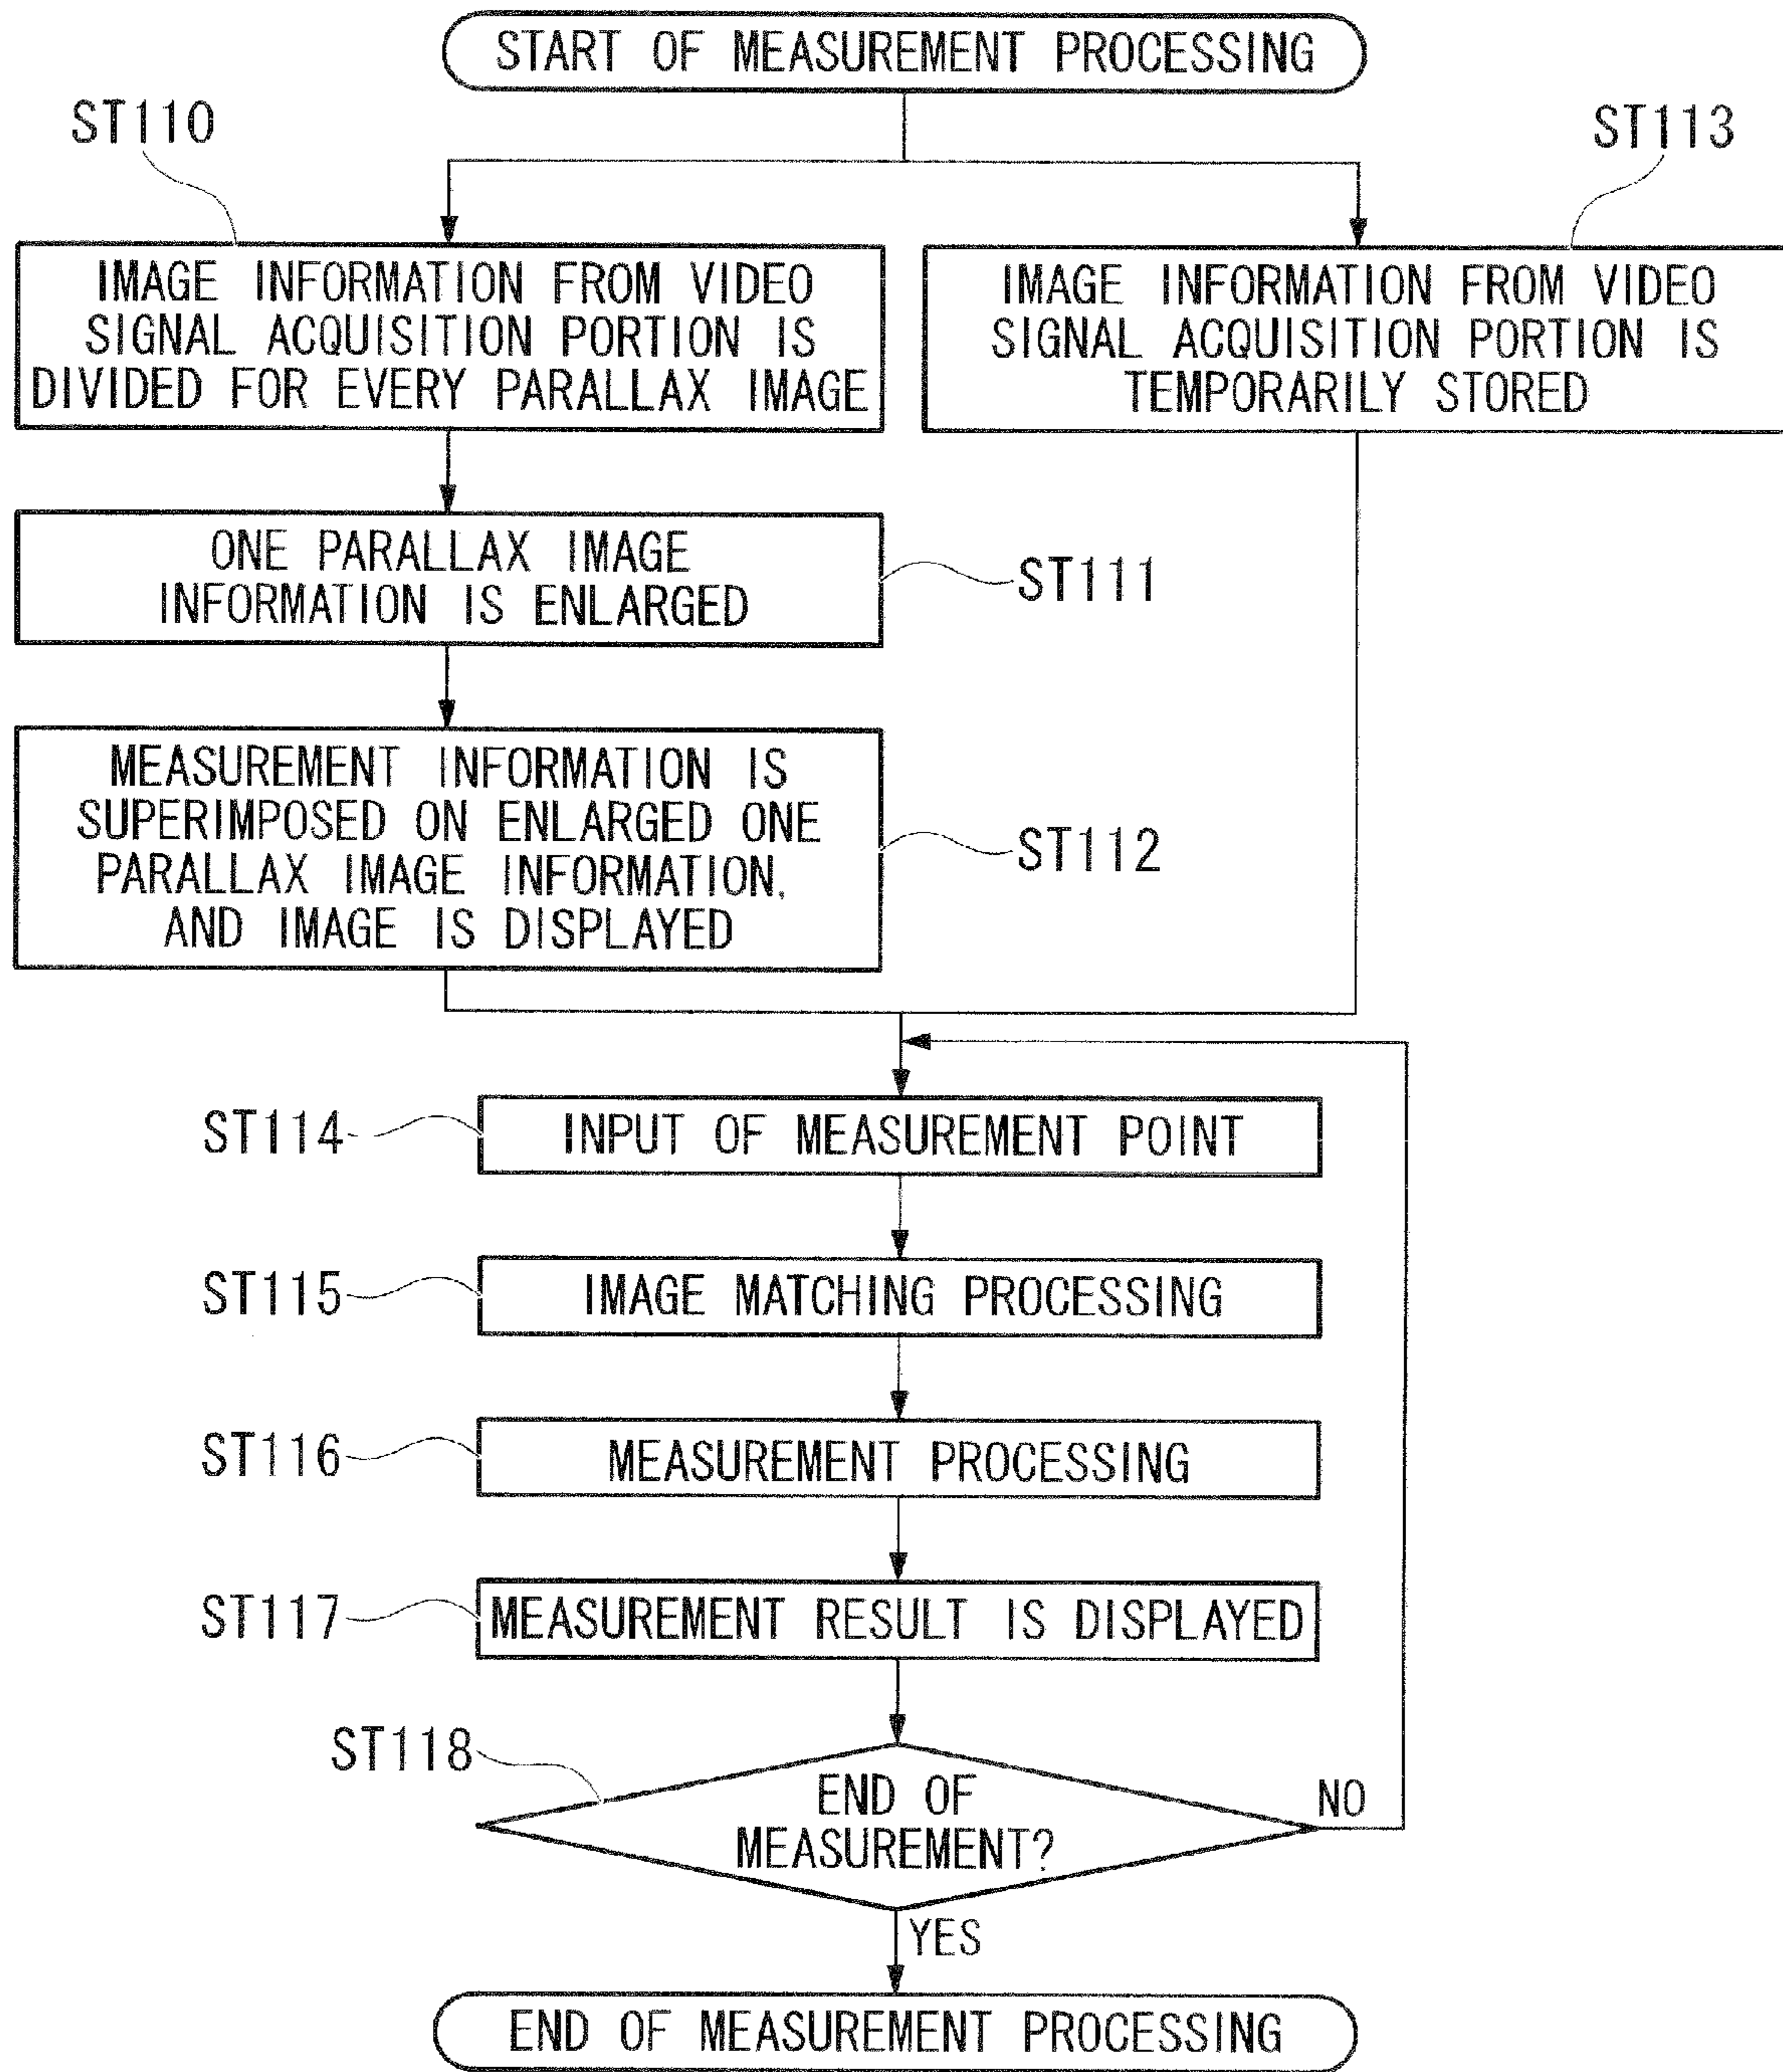 START OF MEASUREMENT PROCESSING
ST110
ST113
IMAGE INFORMATION FROM VIDEO
SIGNAL ACQUISITION PORTION IS
DIVIDED FOR EVERY PARALLAX IMAGE
IMAGE INFORMATION FROM VIDEO
SIGNAL ACQUISITION PORTION IS
TEMPORARILY STORED
ONE PARALLAX IMAGE
INFORMATION IS ENLARGED
ST111
MEASUREMENT INFORMATION IS
SUPERIMPOSED ON ENLARGED ONE
PARALLAX IMAGE INFORMATION,
AND IMAGE IS DISPLAYED
ST112
ST114
INPUT OF MEASUREMENT POINT
ST115
IMAGE MATCHING PROCESSING
ST116
MEASUREMENT PROCESSING
ST117
MEASUREMENT RESULT IS DISPLAYED
ST118
END OF
MEASUREMENT?
NO
YES
END OF MEASUREMENT PROCESSING